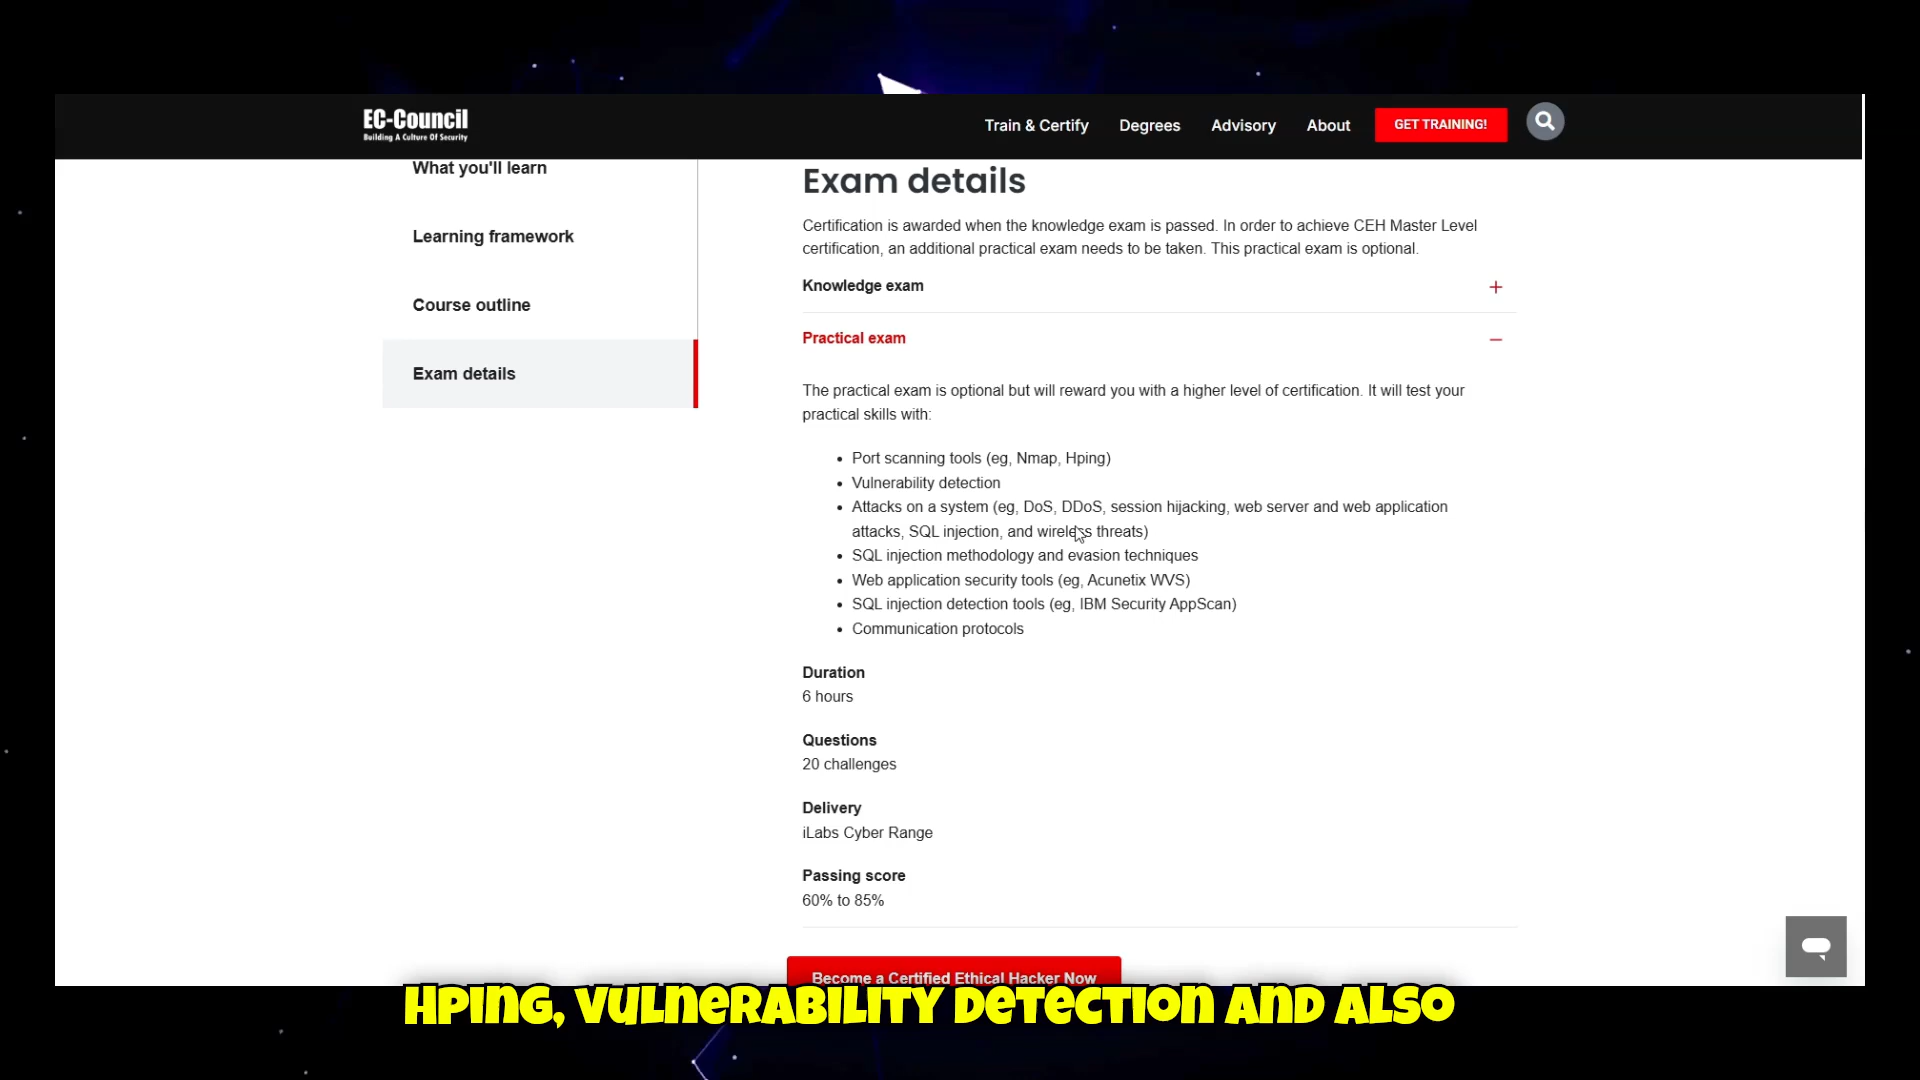 EC-Council
Building A Culture Of Security
Train & Certify
Degrees
Advisory
About
GET TRAINING!
What you'll learn
Learning framework
Course outline
Exam details
Exam details
Certification is awarded when the knowledge exam is passed. In order to achieve CEH Master Level
certification, an additional practical exam needs to be taken. This practical exam is optional.
Knowledge exam
Practical exam
The practical exam is optional but will reward you with a higher level of certification. It will test your
practical skills with:
• Port scanning tools (eg, Nmap, Hping)
• Vulnerability detection
• Attacks on a system (eg, DoS, DDoS, session hijacking, web server and web application
attacks, SQL injection, and wireless threats)
• SQL injection methodology and evasion techniques
• Web application security tools (eg, Acunetix WVS)
• SQL injection detection tools (eg, IBM Security AppScan)
• Communication protocols
Duration
6 hours
Questions
20 challenges
Delivery
iLabs Cyber Range
Passing score
60% to 85%
Become a Certified Ethical Hacker Now
HPING, VULNERABILITY DETECTION AND ALSO